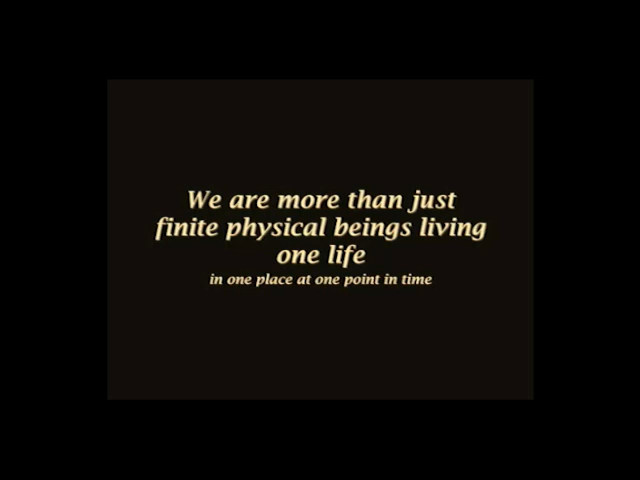 We are more than just
finite physical beings living
one life
in one place at one point in time